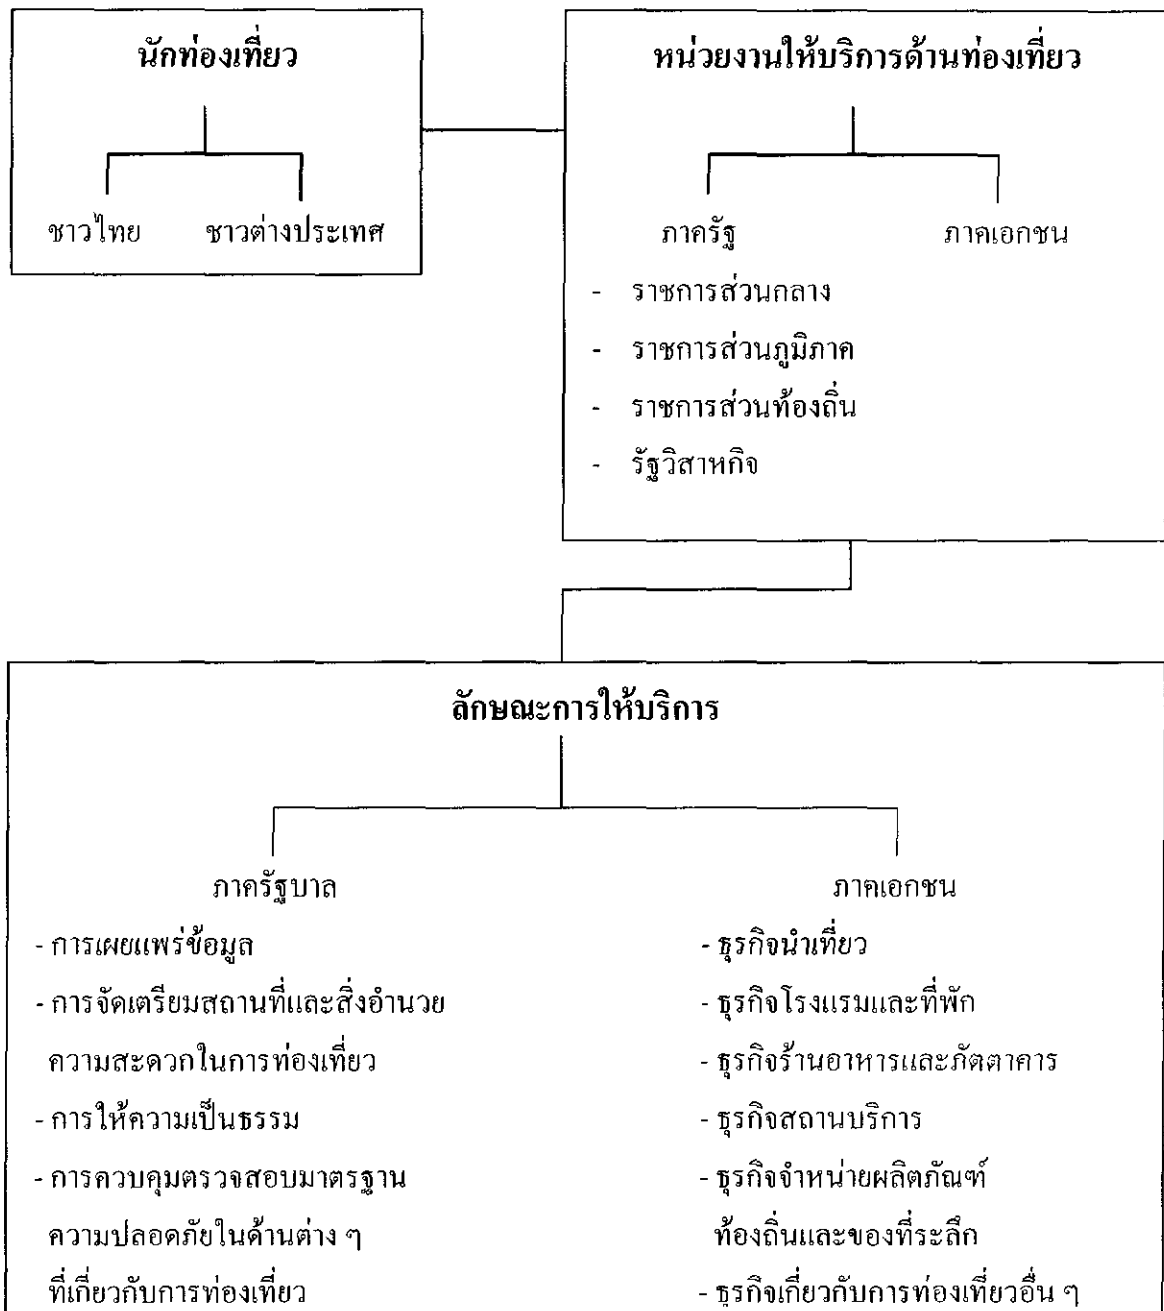 นักท่องเที่ยว
ชาวไทย ชาวต่างประเทศ
หน่วยงานให้บริการด้านท่องเที่ยว
ภาครัฐ ภาคเอกชน
- ราชการส่วนกลาง
- ราชการส่วนภูมิภาค
- ราชการส่วนท้องถิ่น
- รัฐวิสาหกิจ
ลักษณะการให้บริการ
ภาครัฐบาล
- การเผยแพร่ข้อมูล
- การจัดเตรียมสถานที่และสิ่งอำนวย
ความสะดวกในการท่องเที่ยว
- การให้ความเป็นธรรม
- การควบคุมตรวจสอบมาตรฐาน
ความปลอดภัยในด้านต่าง ๆ
ที่เกี่ยวกับการท่องเที่ยว
ภาคเอกชน
- ธุรกิจนำเที่ยว
- ธุรกิจโรงแรมและที่พัก
- ธุรกิจร้านอาหารและภัตตาคาร
- ธุรกิจสถานบริการ
- ธุรกิจจำหน่ายผลิตภัณฑ์
ท้องถิ่นและของที่ระลึก
- ธุรกิจเกี่ยวกับการท่องเที่ยวอื่น ๆ